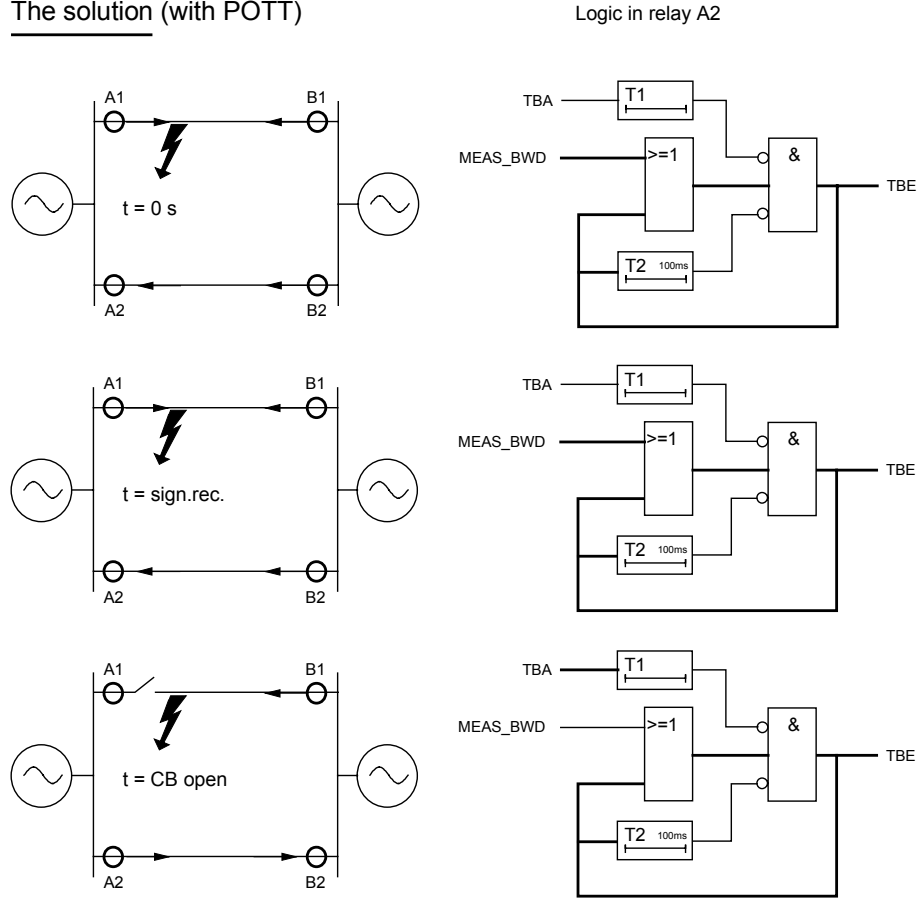 The solution (with POTT)
Logic in relay A2
A1
B1
t = 0 s
A2
B2
TBA
T1
MEAS_BWD
>=1
&
TBE
T2 100ms
A1
B1
t = sign.rec.
A2
B2
TBA
T1
MEAS_BWD
>=1
&
TBE
T2 100ms
A1
B1
t = CB open
A2
B2
TBA
T1
MEAS_BWD
>=1
&
TBE
T2 100ms